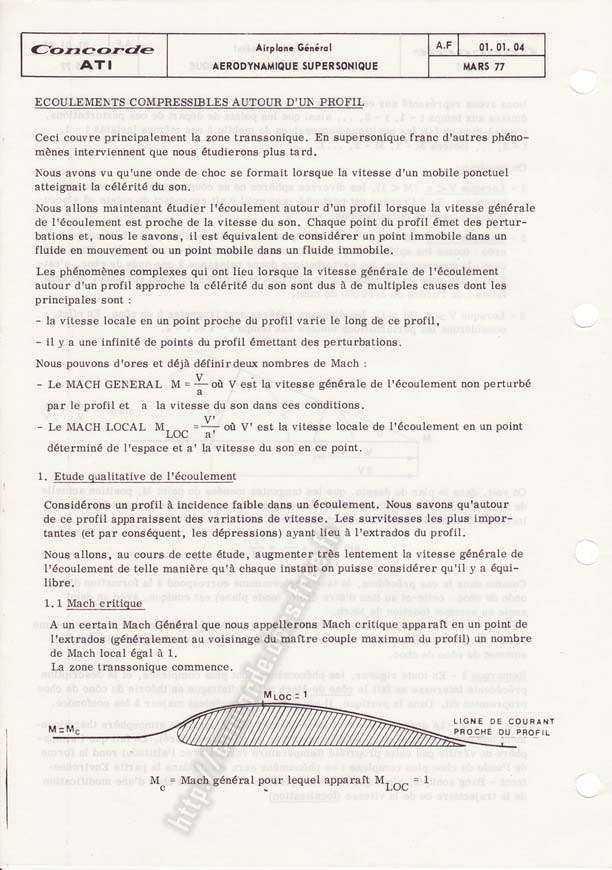 Concorde
ATI
Airplane Général
AERODYNAMIQUE SUPERSONIQUE
A.F
01. 01. 04
MARS 77
ECOULEMENTS COMPRESSIBLES AUTOUR D'UN PROFIL
Ceci couvre principalement la zone transsonique. En supersonique franc d'autres phéno-
mènes interviennent que nous étudierons plus tard.
Nous avons vu qu'une onde de choc se formait lorsque la vitesse d'un mobile ponctuel
atteignait la célérité du son.
Nous allons maintenant étudier l'écoulement autour d'un profil lorsque la vitesse générale
de l'écoulement est proche de la vitesse du son. Chaque point du profil émet des pertur-
bations et, nous le savons, il est équivalent de considérer un point immobile dans un
fluide en mouvement ou un point mobile dans un fluide immobile.
Les phénomènes complexes qui ont lieu lorsque la vitesse générale de l'écoulement
autour d'un profil approche la célérité du son sont dus à de multiples causes dont les
principales sont :
- la vitesse locale en un point proche du profil varie le long de ce profil,
- il y a une infinité de points du profil émettant des perturbations.
Nous pouvons d'ores et déjà définir deux nombres de Mach :
- Le MACH GENERAL M = V/a où V est la vitesse générale de l'écoulement non perturbé
par le profil et a la vitesse du son dans ces conditions.
- Le MACH LOCAL M LOC = V'/a' où V' est la vitesse locale de l'écoulement en un point
déterminé de l'espace et a' la vitesse du son en ce point.
1. Etude qualitative de l'écoulement
Considérons un profil à incidence faible dans un écoulement. Nous savons qu'autour
de ce profil apparaissent des variations de vitesse. Les survitesses les plus impor-
tantes (et par conséquent, les dépressions) ayant lieu à l'extrados du profil.
Nous allons, au cours de cette étude, augmenter très lentement la vitesse générale de
l'écoulement de telle manière qu'à chaque instant on puisse considérer qu'il y a équi-
libre.
1.1 Mach critique
A un certain Mach Général que nous appellerons Mach critique apparaît en un point de
l'extrados (généralement au voisinage du maître couple maximum du profil) un nombre
de Mach local égal à 1.
La zone transsonique commence.
M LOC = 1
M = Mc
LIGNE DE COURANT
PROCHE DU PROFIL
Mc = Mach général pour lequel apparaît M LOC = 1